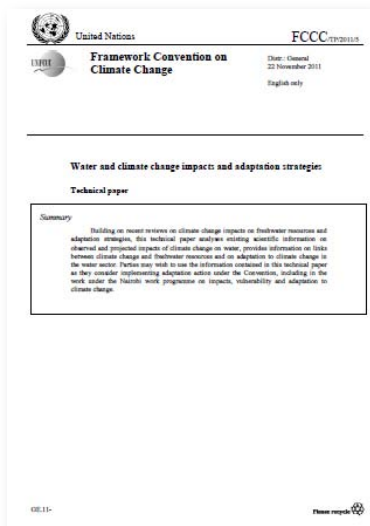 United Nations
FCCC/TP/2011/5
UNFCCC
Framework Convention on
Climate Change
Distr.: General
22 November 2011
English only
Water and climate change impacts and adaptation strategies
Technical paper
Summary
Building on recent reviews on climate change impacts on freshwater resources and
adaptation strategies, this technical paper analyses existing scientific information on
observed and projected impacts of climate change on water, provides information on links
between climate change and freshwater resources and on adaptation to climate change in
the water sector. Parties may wish to use the information contained in this technical paper
as they consider implementing adaptation action under the Convention, including in the
work under the Nairobi work programme on impacts, vulnerability and adaptation to
climate change.
GE.11-
Please recycle